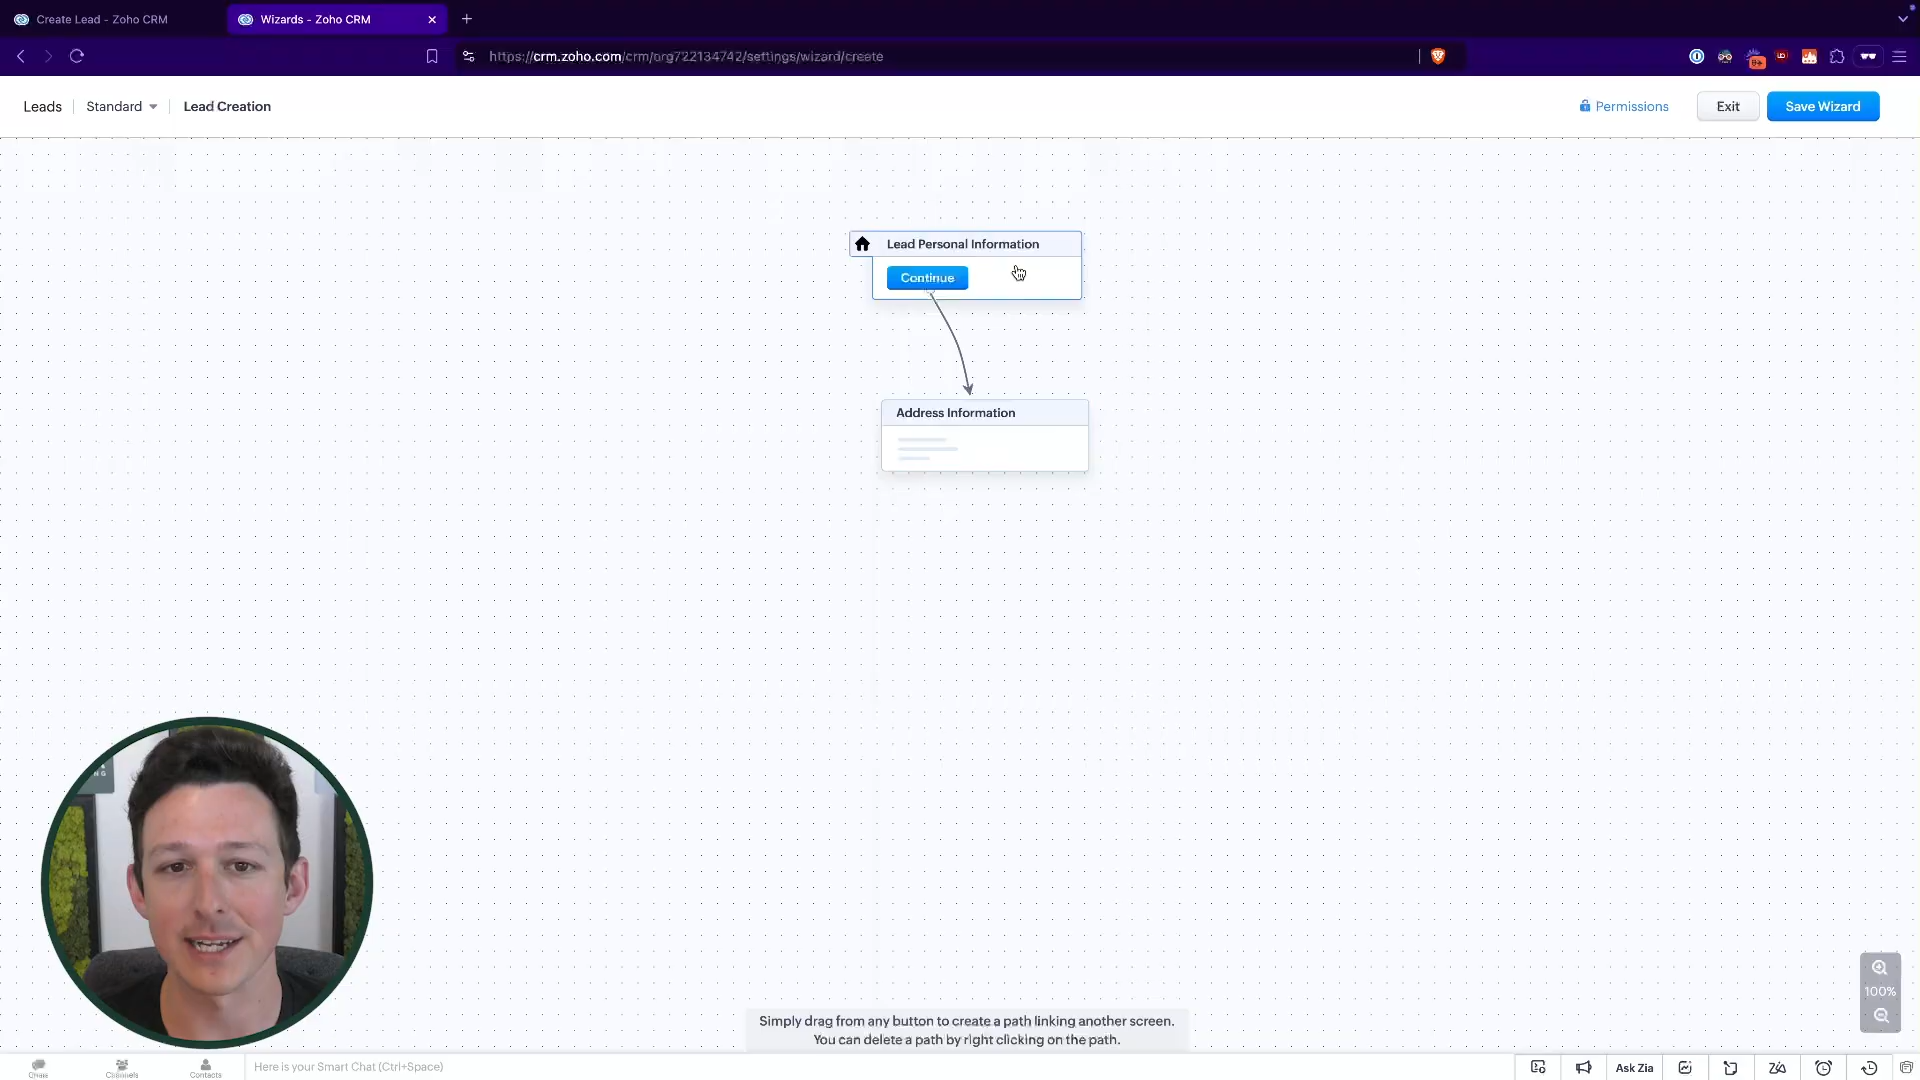 Create Lead - Zoho CRM
Wizards - Zoho CRM
https://crm.zoho.com/crm/org722134742/settings/wizard/create
Leads
Standard
Lead Creation
Permissions
Exit
Save Wizard
Lead Personal Information
Continue
Address Information
100%
Simply drag from any button to create a path linking another screen.
You can delete a path by right clicking on the path.
Chats
Channels
Contacts
Here is your Smart Chat (Ctrl+Space)
Ask Zia